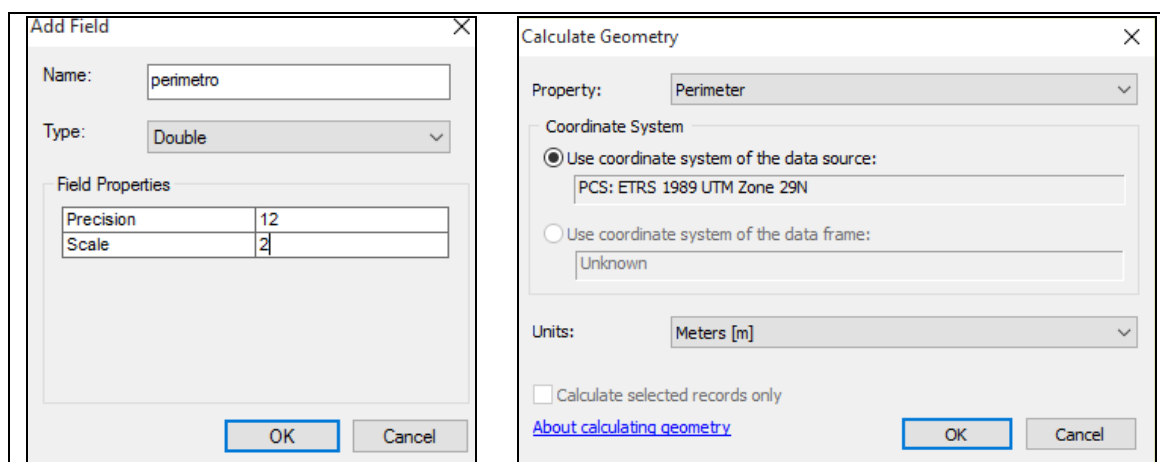 Add Field
Name: perimetro
Type: Double
Field Properties
Precision 12
Scale 2
OK Cancel
Calculate Geometry
Property: Perimeter
Coordinate System
Use coordinate system of the data source:
PCS: ETRS 1989 UTM Zone 29N
Use coordinate system of the data frame:
Unknown
Units: Meters [m]
Calculate selected records only
About calculating geometry OK Cancel